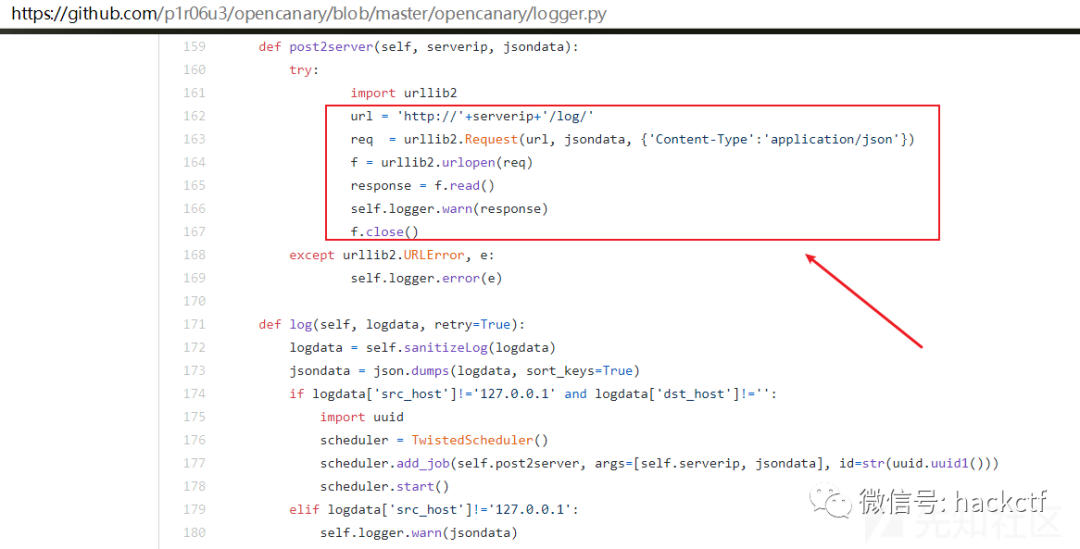 https://github.com/p1r06u3/opencanary/blob/master/opencanary/logger.py
159 def post2server(self, serverip, jsondata):
160 try:
161 import urllib2
162 url = 'http://'+serverip+'/log/'
163 req = urllib2.Request(url, jsondata, {'Content-Type':'application/json'})
164 f = urllib2.urlopen(req)
165 response = f.read()
166 self.logger.warn(response)
167 f.close()
168 except urllib2.URLError, e:
169 self.logger.error(e)
170
171 def log(self, logdata, retry=True):
172 logdata = self.sanitizeLog(logdata)
173 jsondata = json.dumps(logdata, sort_keys=True)
174 if logdata['src_host']!='127.0.0.1' and logdata['dst_host']!='':
175 import uuid
176 scheduler = TwistedScheduler()
177 scheduler.add_job(self.post2server, args=[self.serverip, jsondata], id=str(uuid.uuid1()))
178 scheduler.start()
179 elif logdata['src_host']!='127.0.0.1':
180 self.logger.warn(jsondata)
微信号: hackctf
先知社区